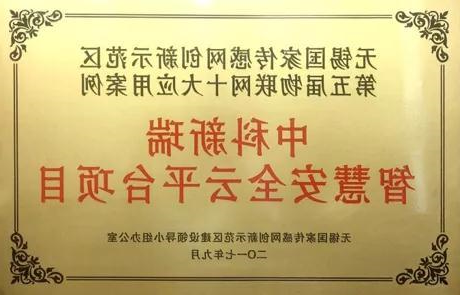 无锡国家传感网创新示范区
第五届物联网十大应用案例
中科新瑞
智慧安全云平台项目
无锡国家传感网创新示范区建设领导小组办公室
二〇一七年九月